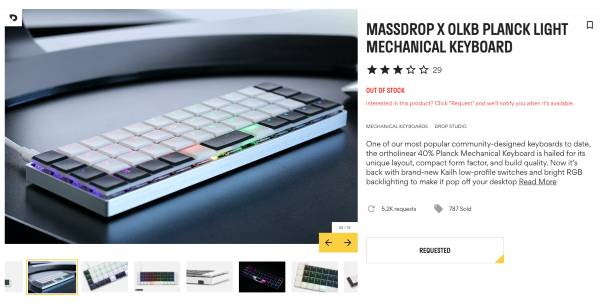 MASSDROP X OLKB PLANCK LIGHT
MECHANICAL KEYBOARD
29
OUT OF STOCK
Interested in this product? Click "Request" and we'll notify you when it's available.
MECHANICAL KEYBOARDS DROP STUDIO
One of our most popular community-designed keyboards to date,
the ortholinear 40% Planck Mechanical Keyboard is hailed for its
unique layout, compact form factor, and build quality. Now it's
back with brand-new Kailh low-profile switches and bright RGB
backlighting to make it pop off your desktop Read More
5.2K requests 787 Sold
REQUESTED